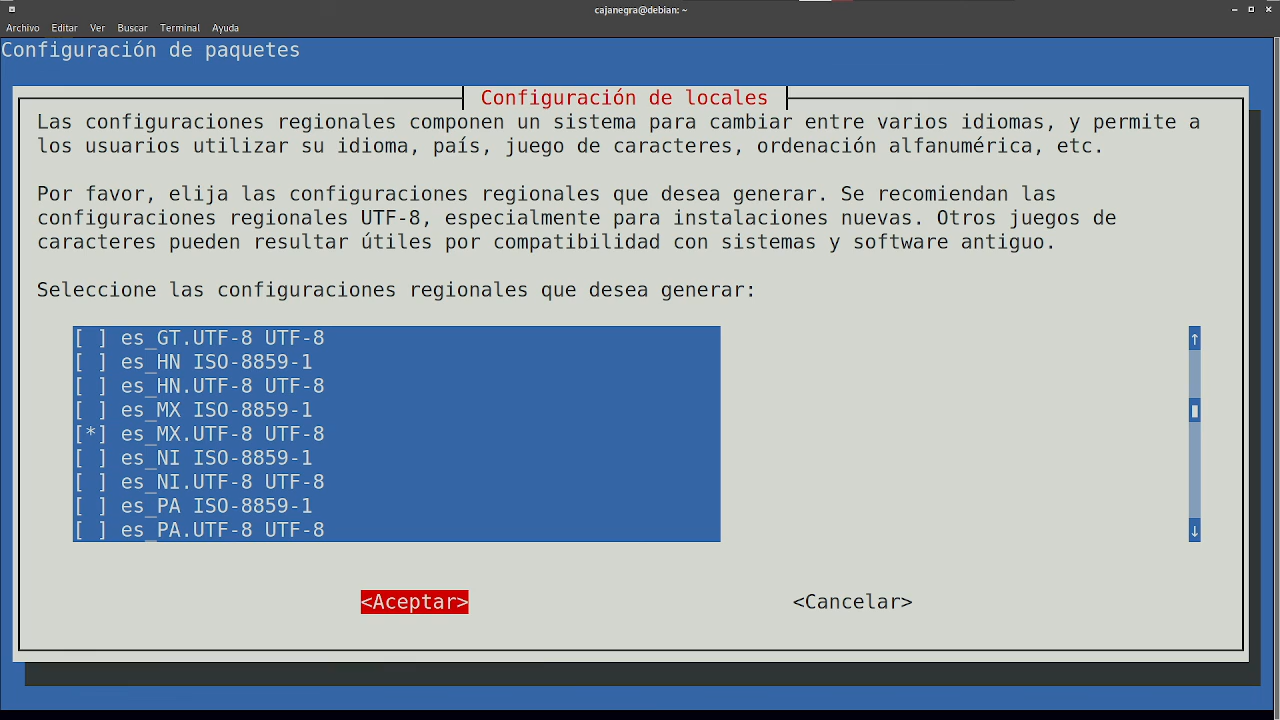 cajanegra@debian: ~
Archivo Editar Ver Buscar Terminal Ayuda
Configuración de paquetes
Configuración de locales
Las configuraciones regionales componen un sistema para cambiar entre varios idiomas, y permite a
los usuarios utilizar su idioma, país, juego de caracteres, ordenación alfanumérica, etc.
Por favor, elija las configuraciones regionales que desea generar. Se recomiendan las
configuraciones regionales UTF-8, especialmente para instalaciones nuevas. Otros juegos de
caracteres pueden resultar útiles por compatibilidad con sistemas y software antiguo.
Seleccione las configuraciones regionales que desea generar:
[ ] es_GT.UTF-8 UTF-8
[ ] es_HN ISO-8859-1
[ ] es_HN.UTF-8 UTF-8
[ ] es_MX ISO-8859-1
[*] es_MX.UTF-8 UTF-8
[ ] es_NI ISO-8859-1
[ ] es_NI.UTF-8 UTF-8
[ ] es_PA ISO-8859-1
[ ] es_PA.UTF-8 UTF-8
<Aceptar> <Cancelar>